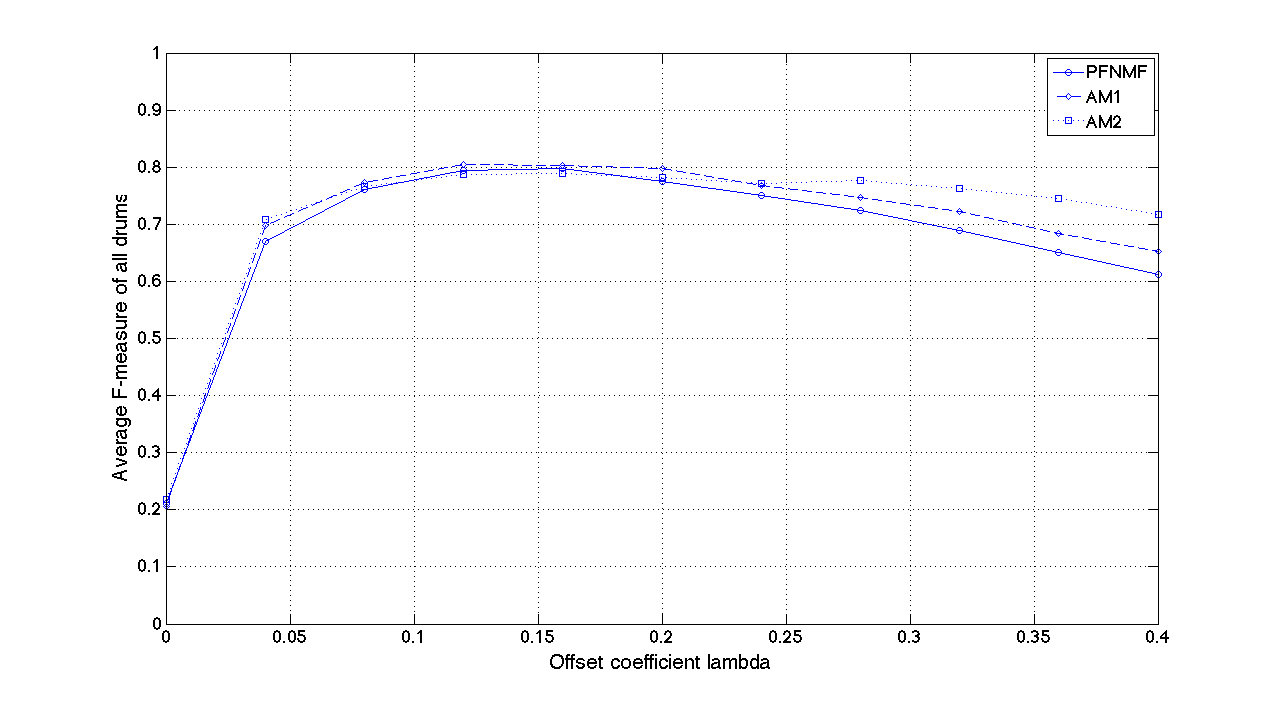 1
0.9
0.8
0.7
0.6
0.5
0.4
0.3
0.2
0.1
0
Average F-measure of all drums
PFNMF
AM1
AM2
0 0.05 0.1 0.15 0.2 0.25 0.3 0.35 0.4
Offset coefficient lambda